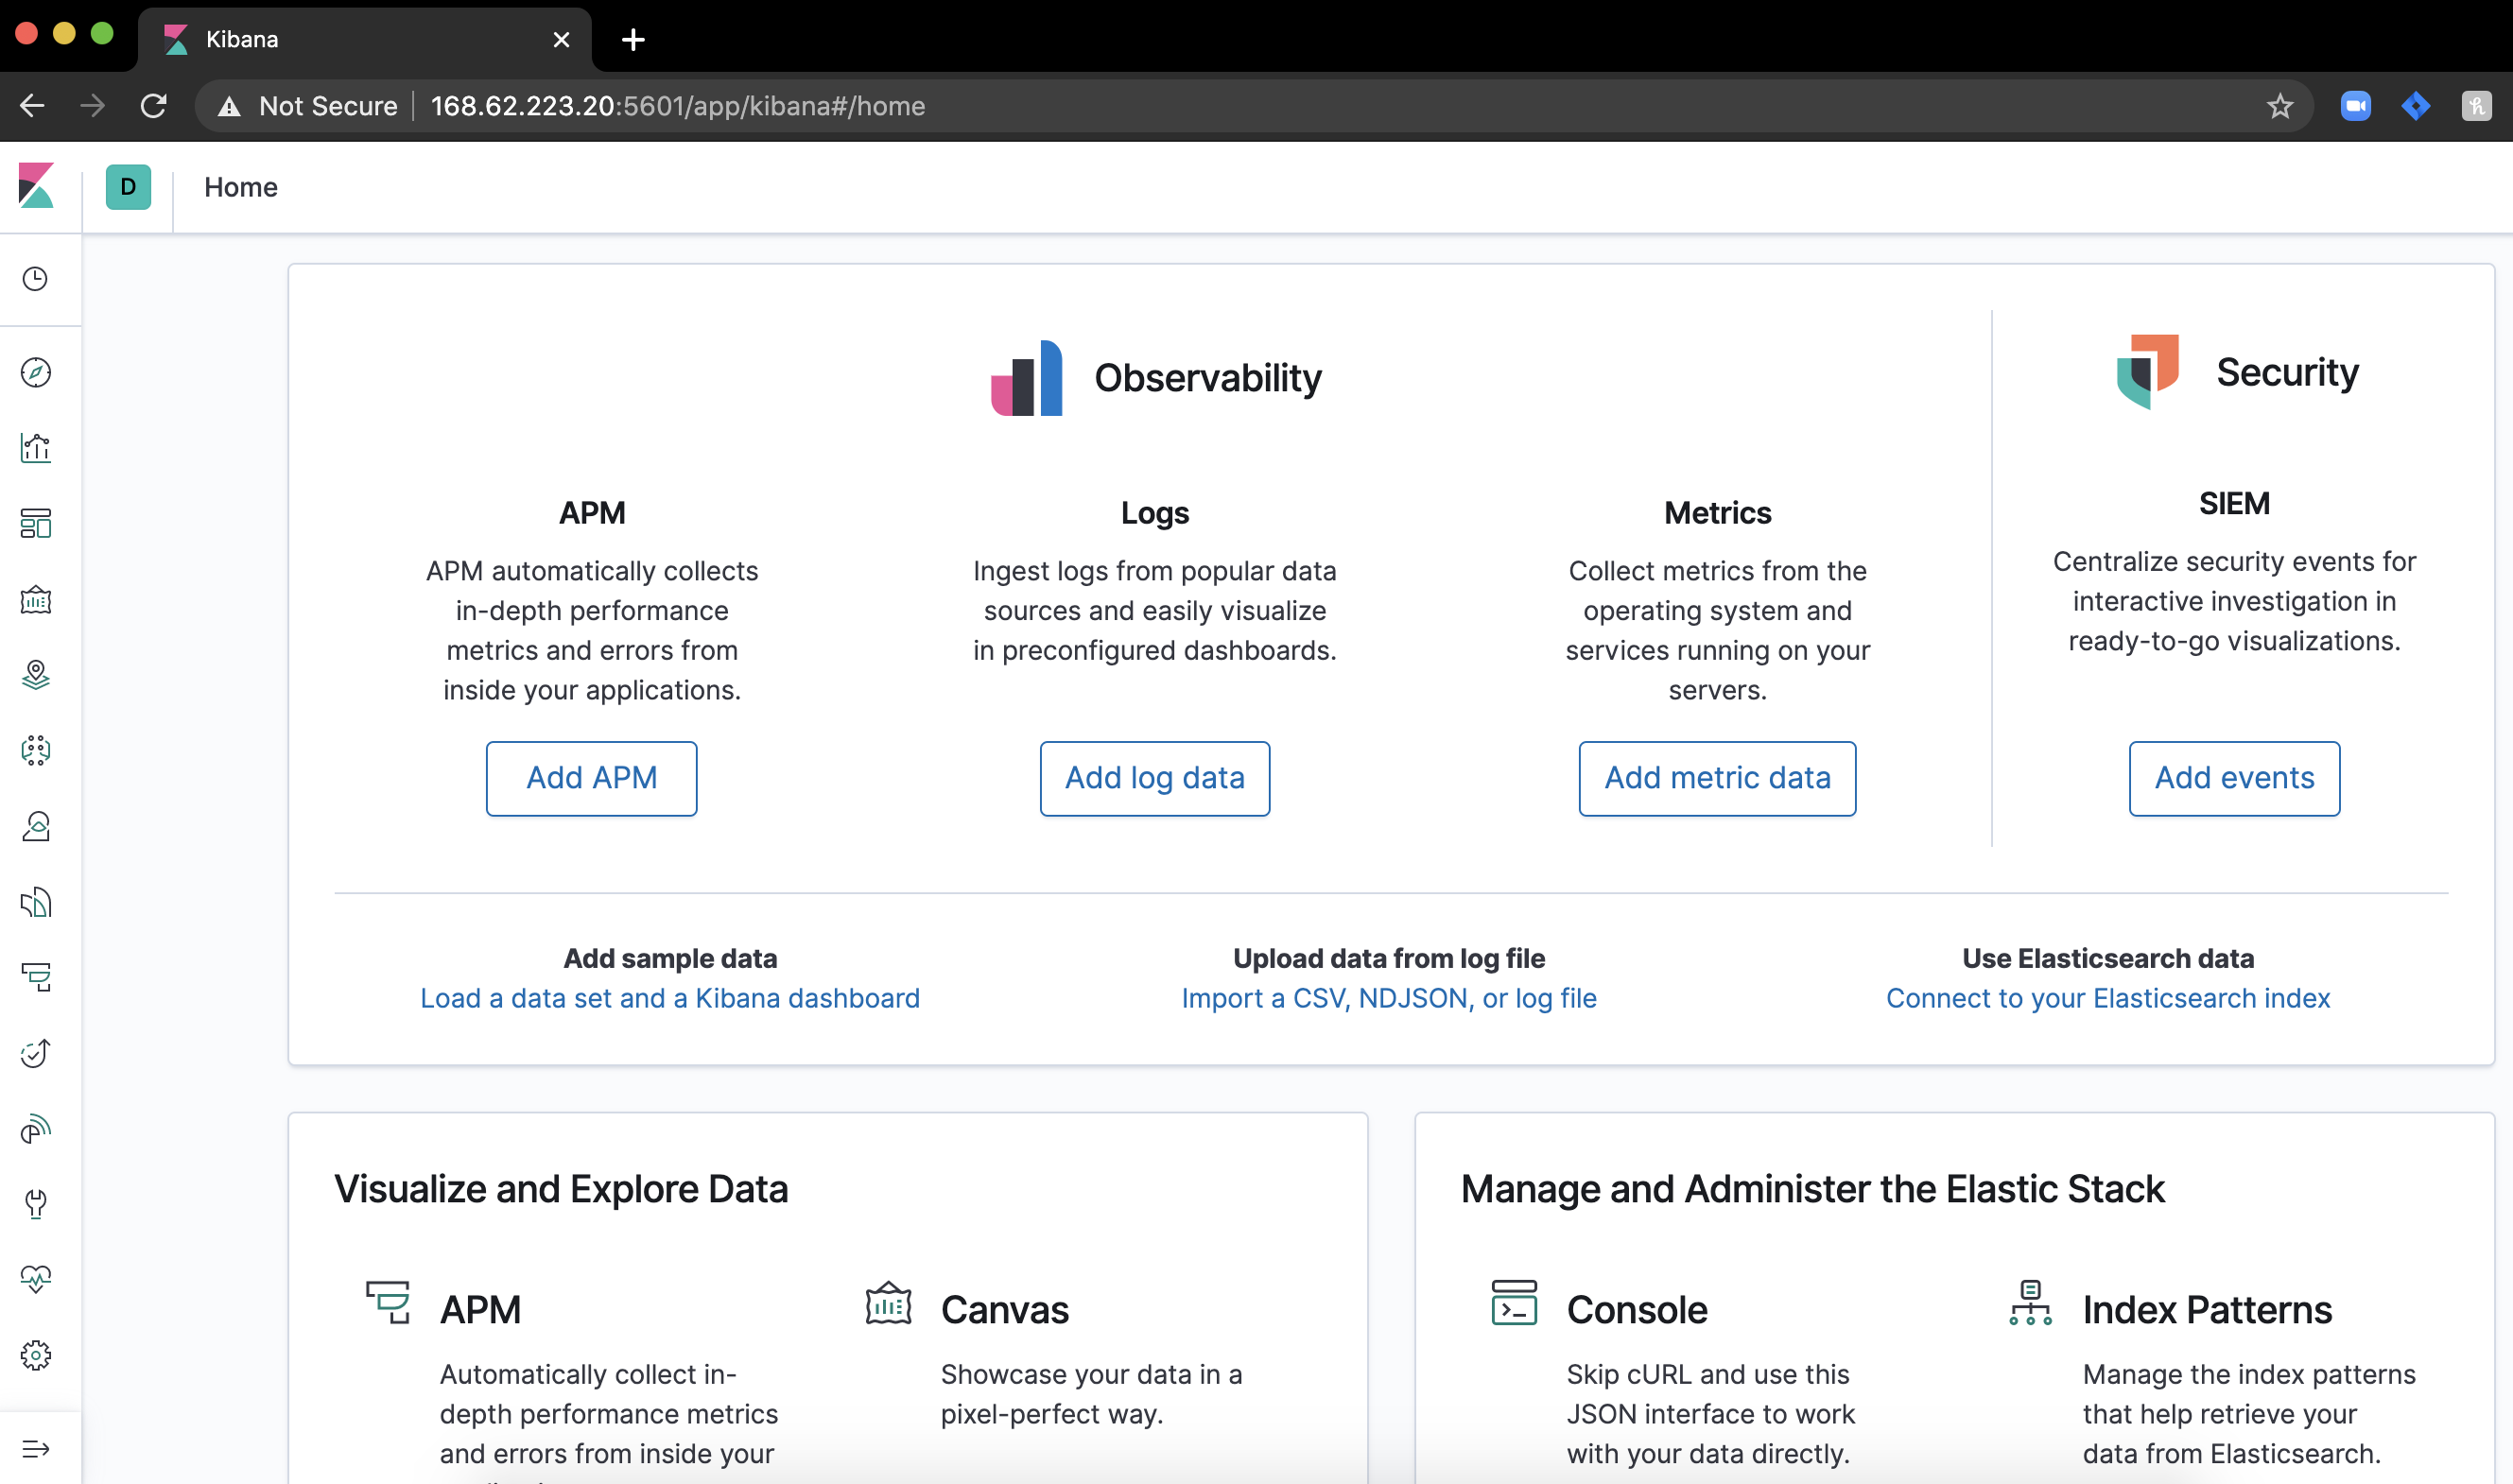 Kibana
Not Secure 168.62.223.20:5601/app/kibana#/home
D Home
Observability
Security
APM
APM automatically collects
in-depth performance
metrics and errors from
inside your applications.
Add APM
Logs
Ingest logs from popular data
sources and easily visualize
in preconfigured dashboards.
Add log data
Metrics
Collect metrics from the
operating system and
services running on your
servers.
Add metric data
SIEM
Centralize security events for
interactive investigation in
ready-to-go visualizations.
Add events
Add sample data
Load a data set and a Kibana dashboard
Upload data from log file
Import a CSV, NDJSON, or log file
Use Elasticsearch data
Connect to your Elasticsearch index
Visualize and Explore Data
APM
Automatically collect in-
depth performance metrics
and errors from inside your
Canvas
Showcase your data in a
pixel-perfect way.
Manage and Administer the Elastic Stack
Console
Skip cURL and use this
JSON interface to work
with your data directly.
Index Patterns
Manage the index patterns
that help retrieve your
data from Elasticsearch.